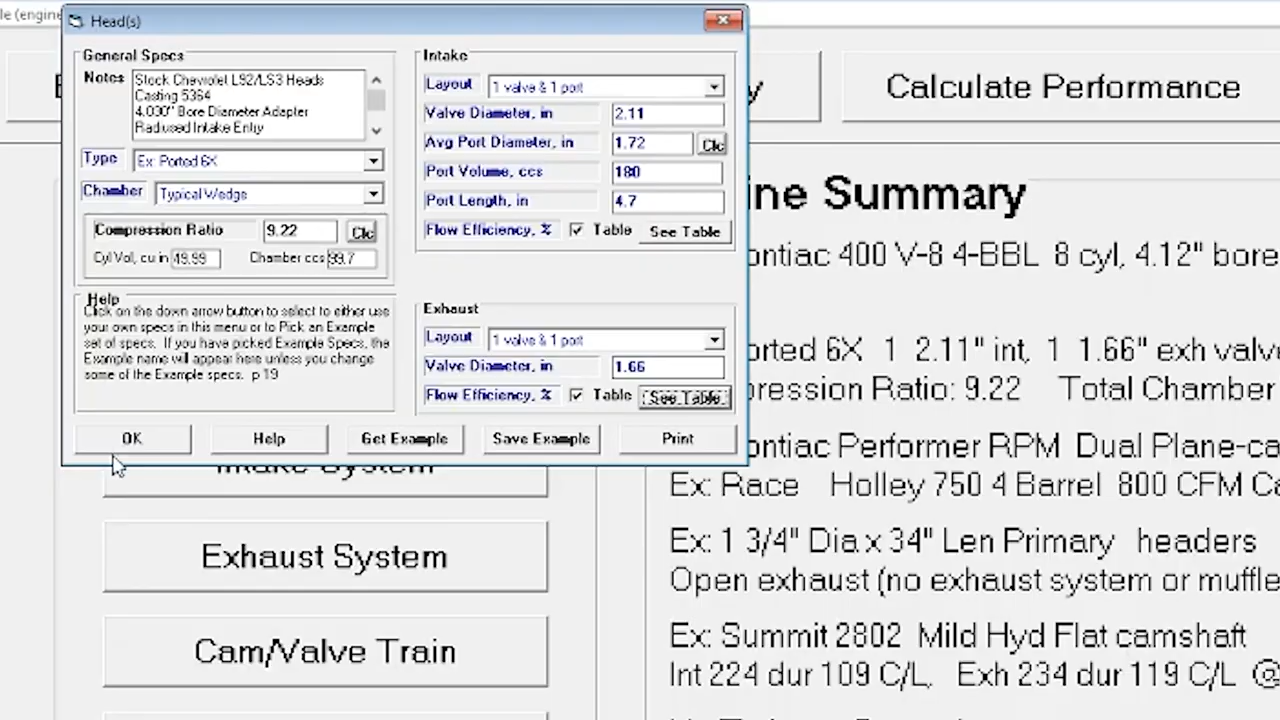 le (engine
Head(s)
General Specs
Notes
Stock Chevrolet L92/LS3 Heads
Casting 5364
4.030" Bore Diameter Adapter
Radiused Intake Entry
Type Ex: Ported 6X
Chamber Typical Wedge
Compression Ratio 9.22 Clc
Cyl Vol, cu in 49.99 Chamber ccs 99.7
Help
Click on the down arrow button to select to either use
your own specs in this menu or to Pick an Example
set of specs. If you have picked Example Specs, the
Example name will appear here unless you change
some of the Example specs. p 19
Intake
Layout 1 valve & 1 port
Valve Diameter, in 2.11
Avg Port Diameter, in 1.72 Clc
Port Volume, ccs 180
Port Length, in 4.7
Flow Efficiency, % Table See Table
Exhaust
Layout 1 valve & 1 port
Valve Diameter, in 1.66
Flow Efficiency, % Table See Table
OK Help Get Example Save Example Print
y
Calculate Performance
Intake System
Exhaust System
Cam/Valve Train
ine Summary
ontiac 400 V-8 4-BBL 8 cyl, 4.12" bore
orted 6X 1 2.11" int, 1 1.66" exh valv
pression Ratio: 9.22 Total Chamber
ontiac Performer RPM Dual Plane-ca
Ex: Race Holley 750 4 Barrel 800 CFM Ca
Ex: 1 3/4" Dia x 34" Len Primary headers
Open exhaust (no exhaust system or muffle
Ex: Summit 2802 Mild Hyd Flat camshaft
Int 224 dur 109 C/L, Exh 234 dur 119 C/L @